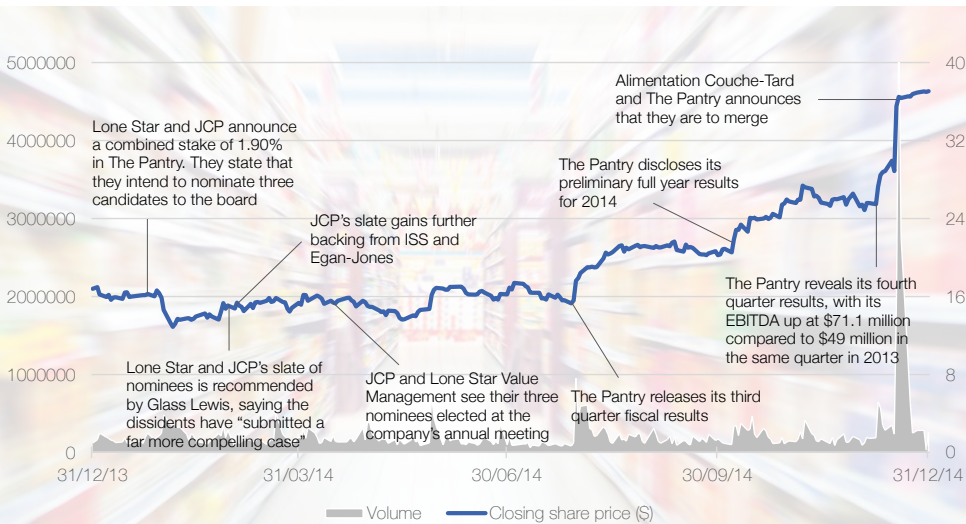 5000000
40
Alimentation Couche-Tard
and The Pantry announces
that they are to merge
Lone Star and JCP announce
a combined stake of 1.90%
in The Pantry. They state that
they intend to nominate three
candidates to the board
4000000
32
The Pantry discloses its
preliminary full year results
for 2014
3000000
24
JCP's slate gains further
backing from ISS and
Egan-Jones
The Pantry reveals its fourth
quarter results, with its
EBITDA up at $71.1 million
compared to $49 million in
the same quarter in 2013
2000000
16
Lone Star and JCP's slate of
nominees is recommended
by Glass Lewis, saying the
dissidents have “submitted a
far more compelling case”
JCP and Lone Star Value
Management see their three
nominees elected at the
company's annual meeting
The Pantry releases its third
quarter fiscal results
1000000
8
0
0
31/12/13
31/03/14
30/06/14
30/09/14
31/12/14
Volume
Closing share price ($)